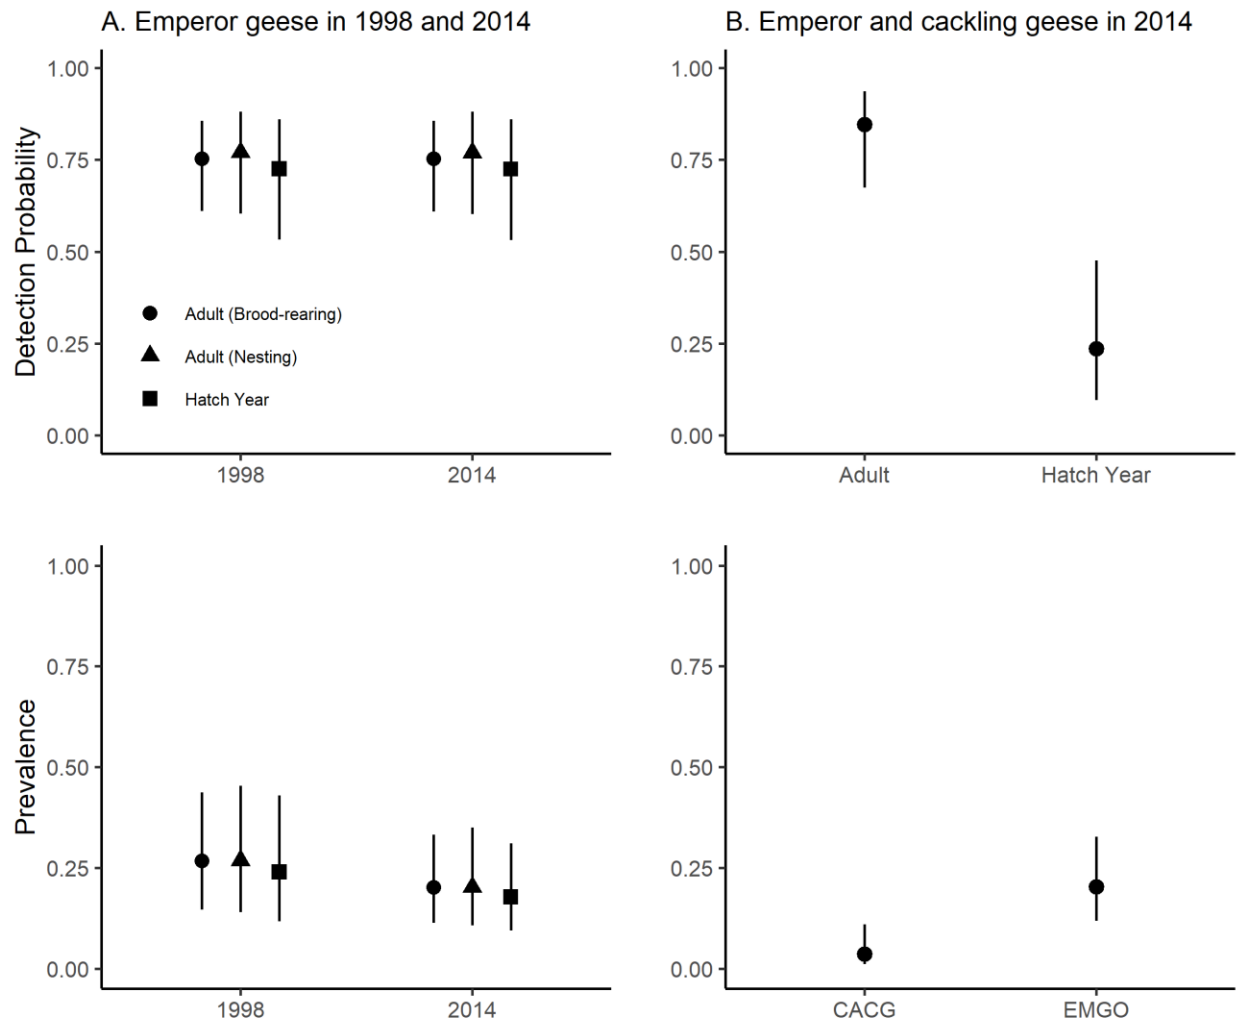 A. Emperor geese in 1998 and 2014
Detection Probability
1.00
0.75
0.50
0.25
0.00
Adult (Brood-rearing)
Adult (Nesting)
Hatch Year
1998
2014
B. Emperor and cackling geese in 2014
1.00
0.75
0.50
0.25
0.00
Adult
Hatch Year
Prevalence
1.00
0.75
0.50
0.25
0.00
1998
2014
1.00
0.75
0.50
0.25
0.00
CACG
EMGO